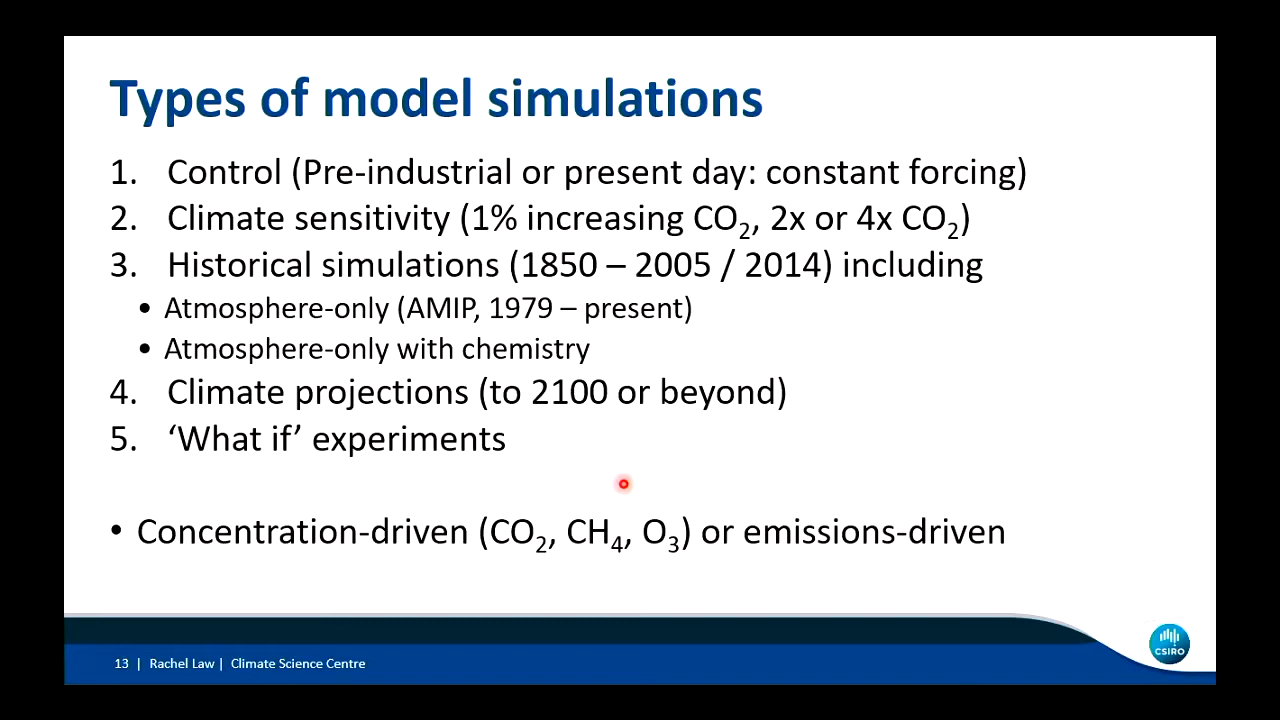 Types of model simulations
1. Control (Pre-industrial or present day: constant forcing)
2. Climate sensitivity (1% increasing CO₂, 2x or 4x CO₂)
3. Historical simulations (1850 – 2005 / 2014) including
• Atmosphere-only (AMIP, 1979 – present)
• Atmosphere-only with chemistry
4. Climate projections (to 2100 or beyond)
5. ‘What if’ experiments
• Concentration-driven (CO₂, CH₄, O₃) or emissions-driven
13 | Rachel Law | Climate Science Centre
CSIRO